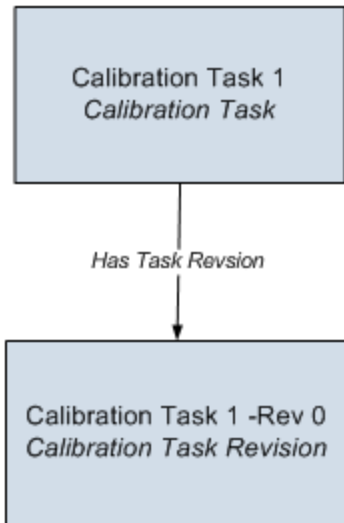 Calibration Task 1
Calibration Task
Has Task Revsion
Calibration Task 1 -Rev 0
Calibration Task Revision